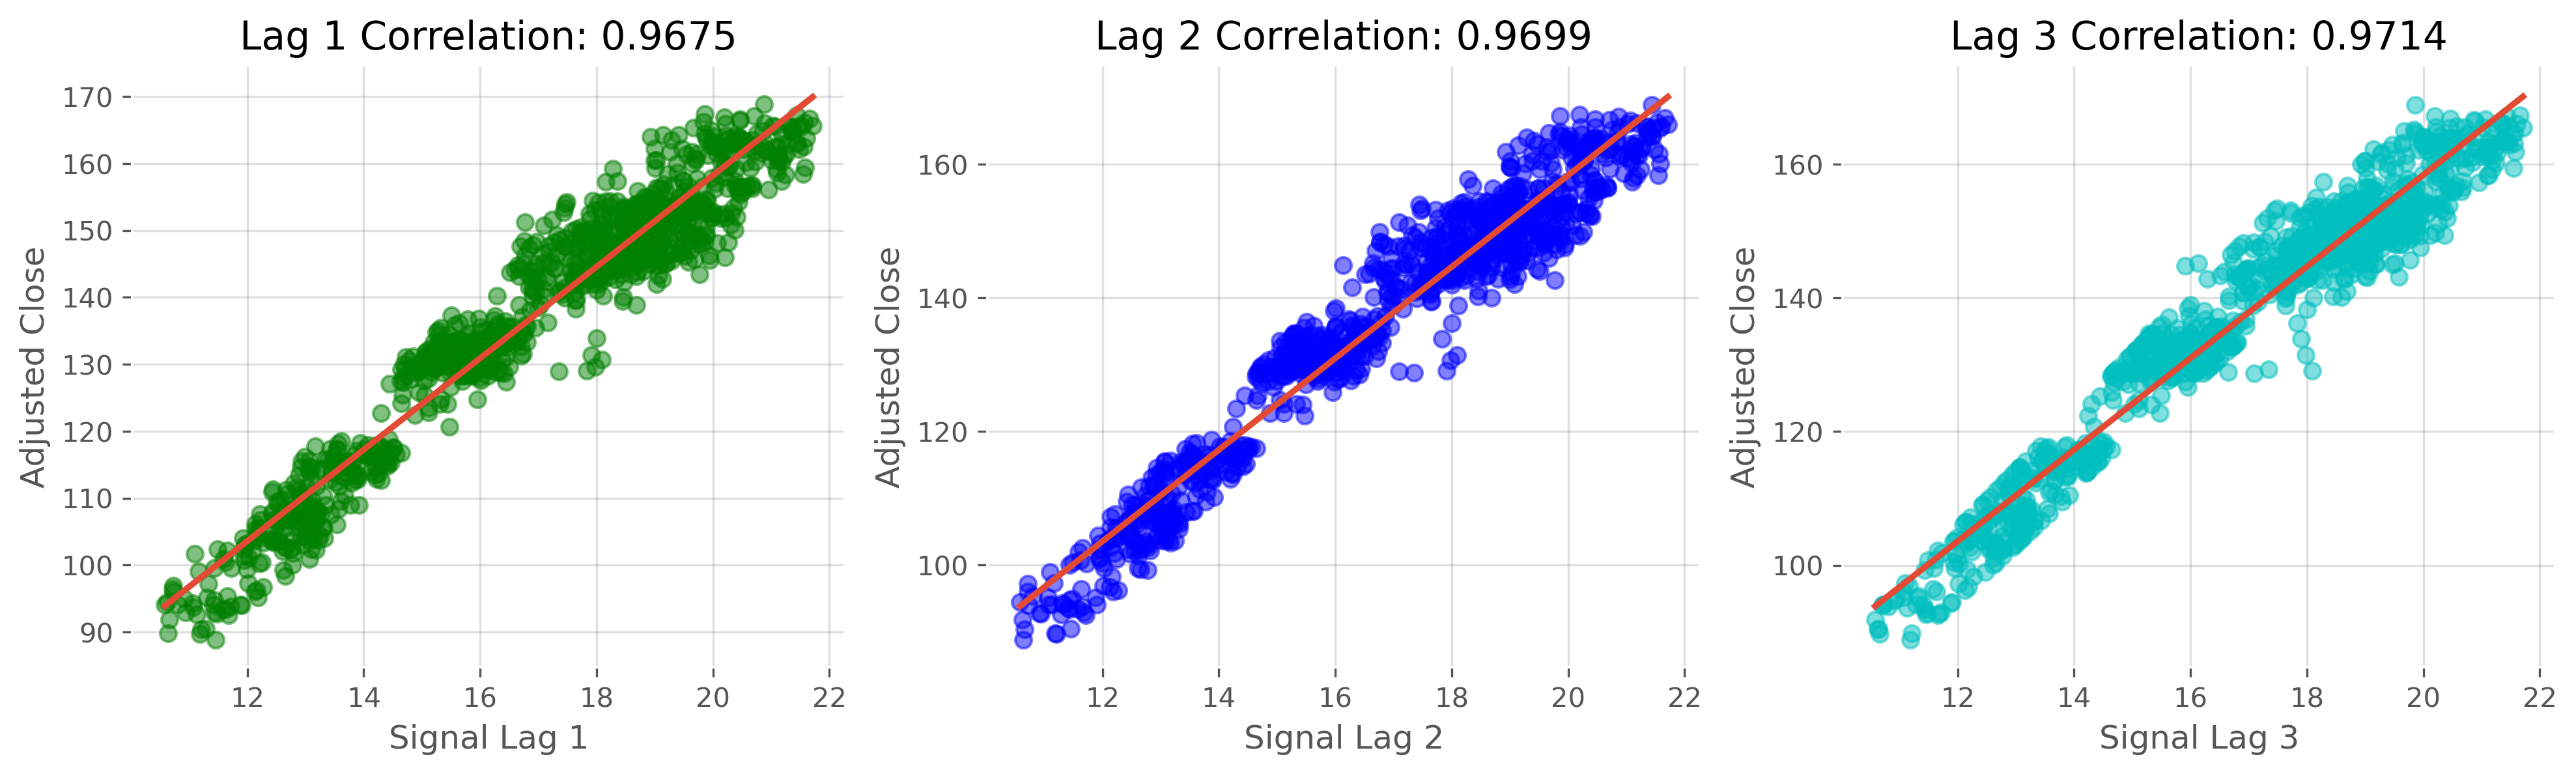 Lag 1 Correlation: 0.9675
170
160
150
140
130
120
110
100
90
Adjusted Close
12 14 16 18 20 22
Signal Lag 1
Lag 2 Correlation: 0.9699
160
140
120
100
Adjusted Close
12 14 16 18 20 22
Signal Lag 2
Lag 3 Correlation: 0.9714
160
140
120
100
Adjusted Close
12 14 16 18 20 22
Signal Lag 3